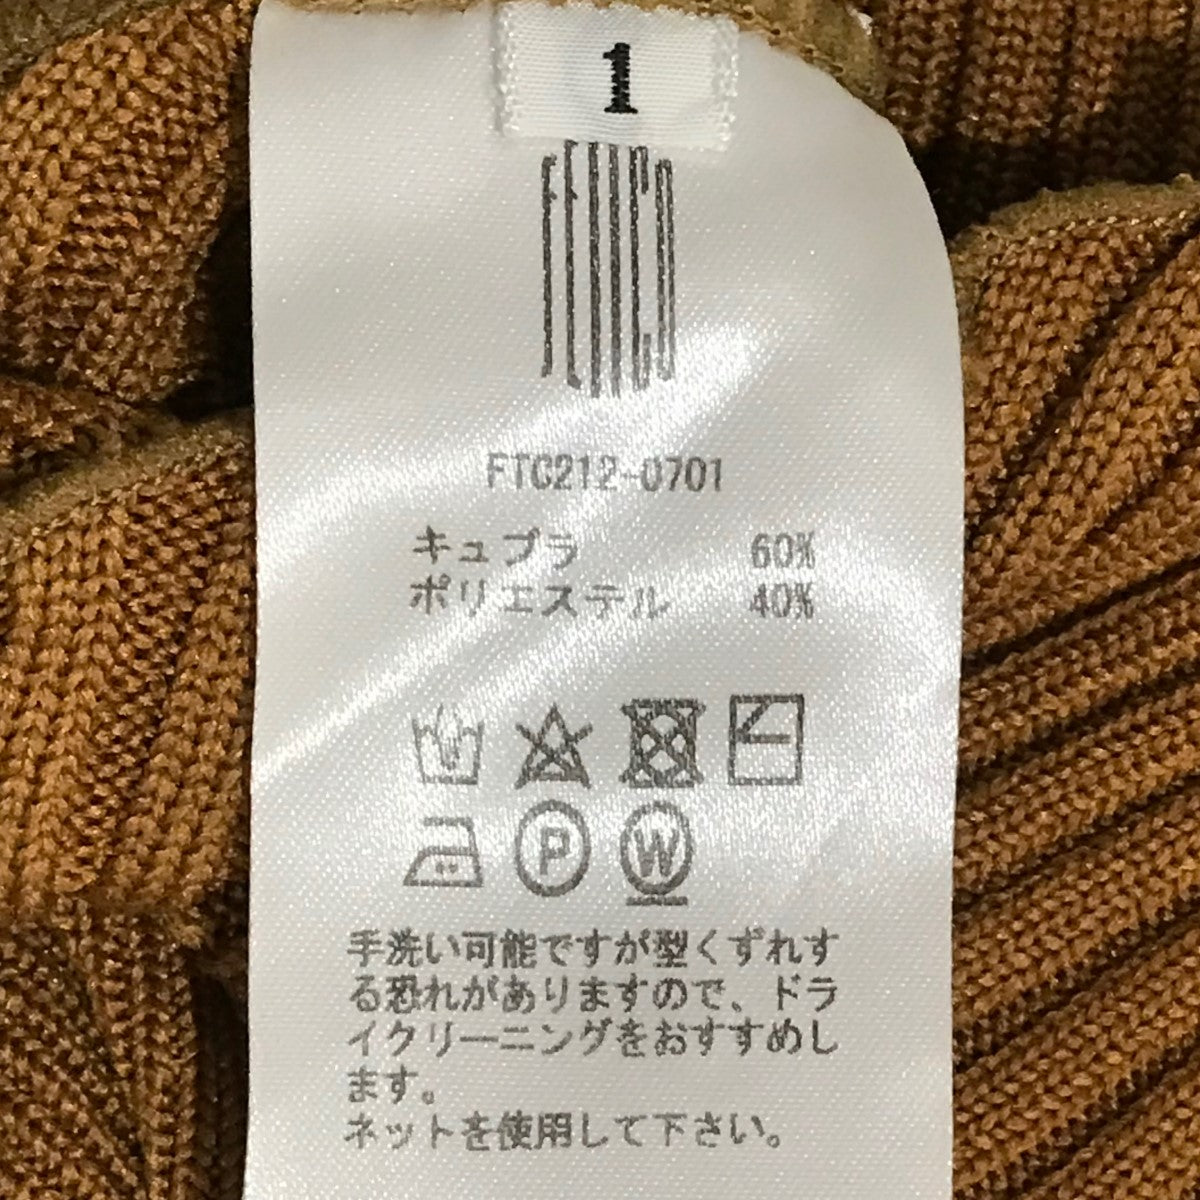 1
FTC212-0701
キュプラ 60%
ポリエステル 40%
P W
手洗い可能ですが型くずれす
る恐れがありますので、ドラ
イクリーニングをおすすめし
ます。
ネットを使用して下さい。